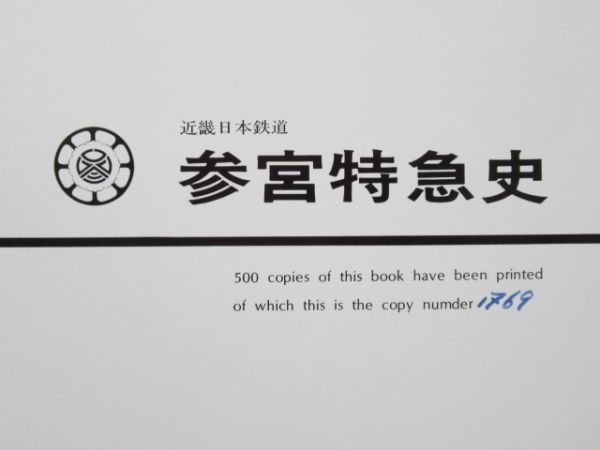 近畿日本鉄道
参宮特急史
500 copies of this book have been printed
of which this is the copy numder 1769